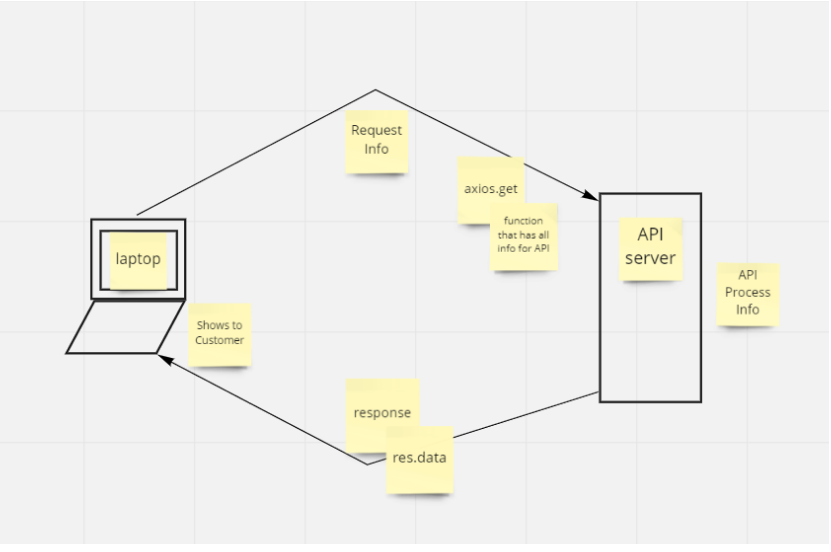 Request
Info
axios.get
function
that has all
info for API
API
server
API
Process
Info
laptop
Shows to
Customer
response
res.data